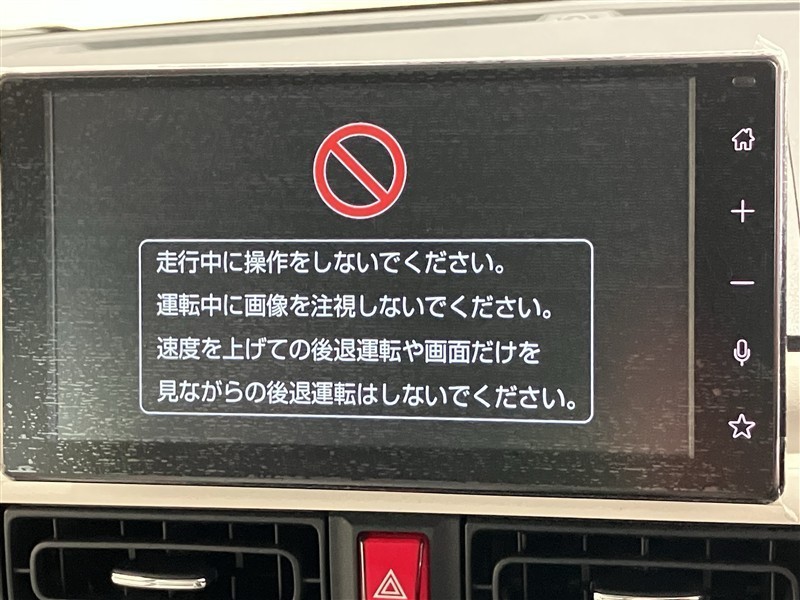 走行中に操作をしないでください。
運転中に画像を注視しないでください。
速度を上げての後退運転や画面だけを
見ながらの後退運転はしないでください。